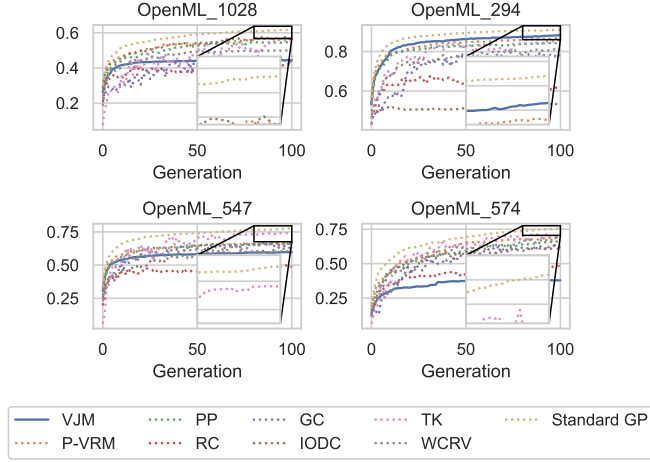 OpenML_1028
OpenML_294
0.6
0.4
0.2
0.8
0.6
0
50
100
0
50
100
Generation
Generation
OpenML_547
OpenML_574
0.75
0.50
0.25
0.75
0.50
0.25
0
50
100
0
50
100
Generation
Generation
VJM
PP
GC
TK
Standard GP
P-VRM
RC
IODC
WCRV